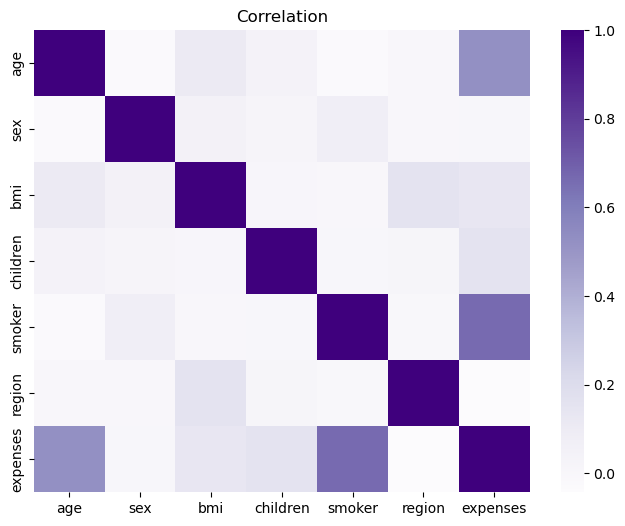 Correlation
age
sex
bmi
children
smoker
region
expenses
age sex bmi children smoker region expenses
1.0
0.8
0.6
0.4
0.2
0.0